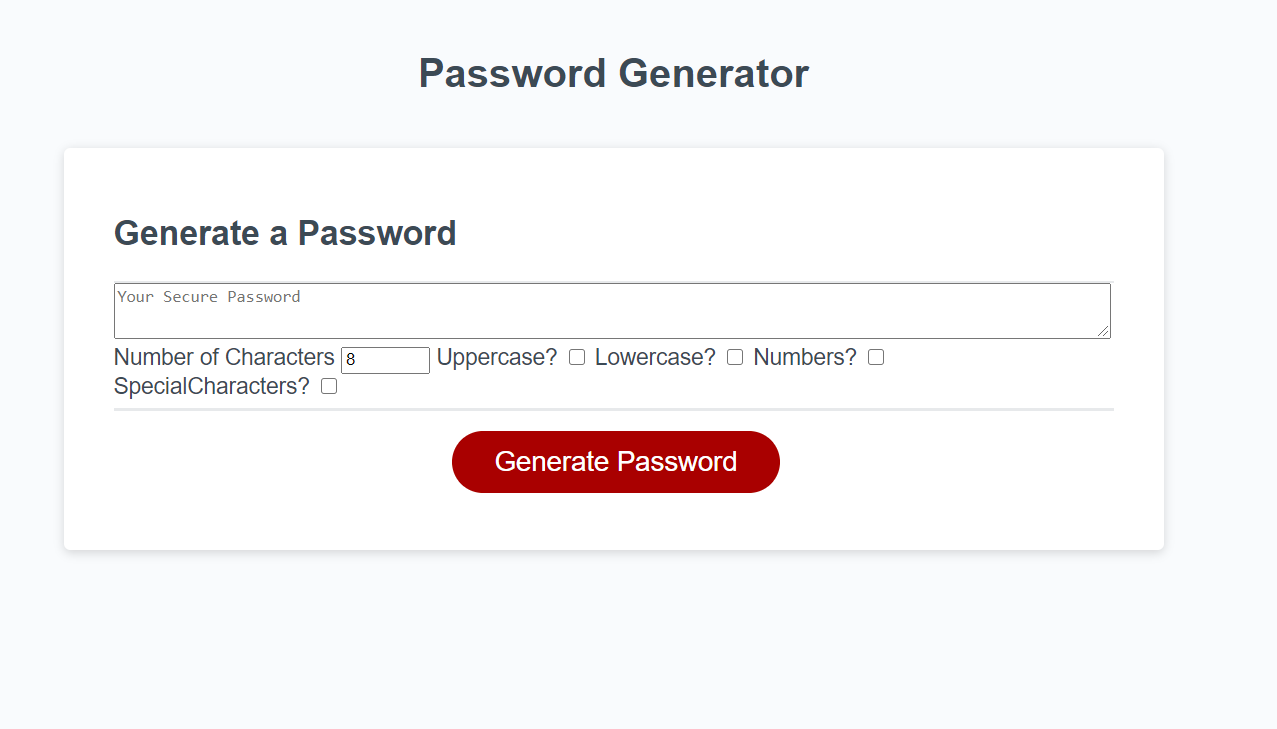 Password Generator
Generate a Password
Your Secure Password
Number of Characters 8 Uppercase? Lowercase? Numbers?
SpecialCharacters?
Generate Password